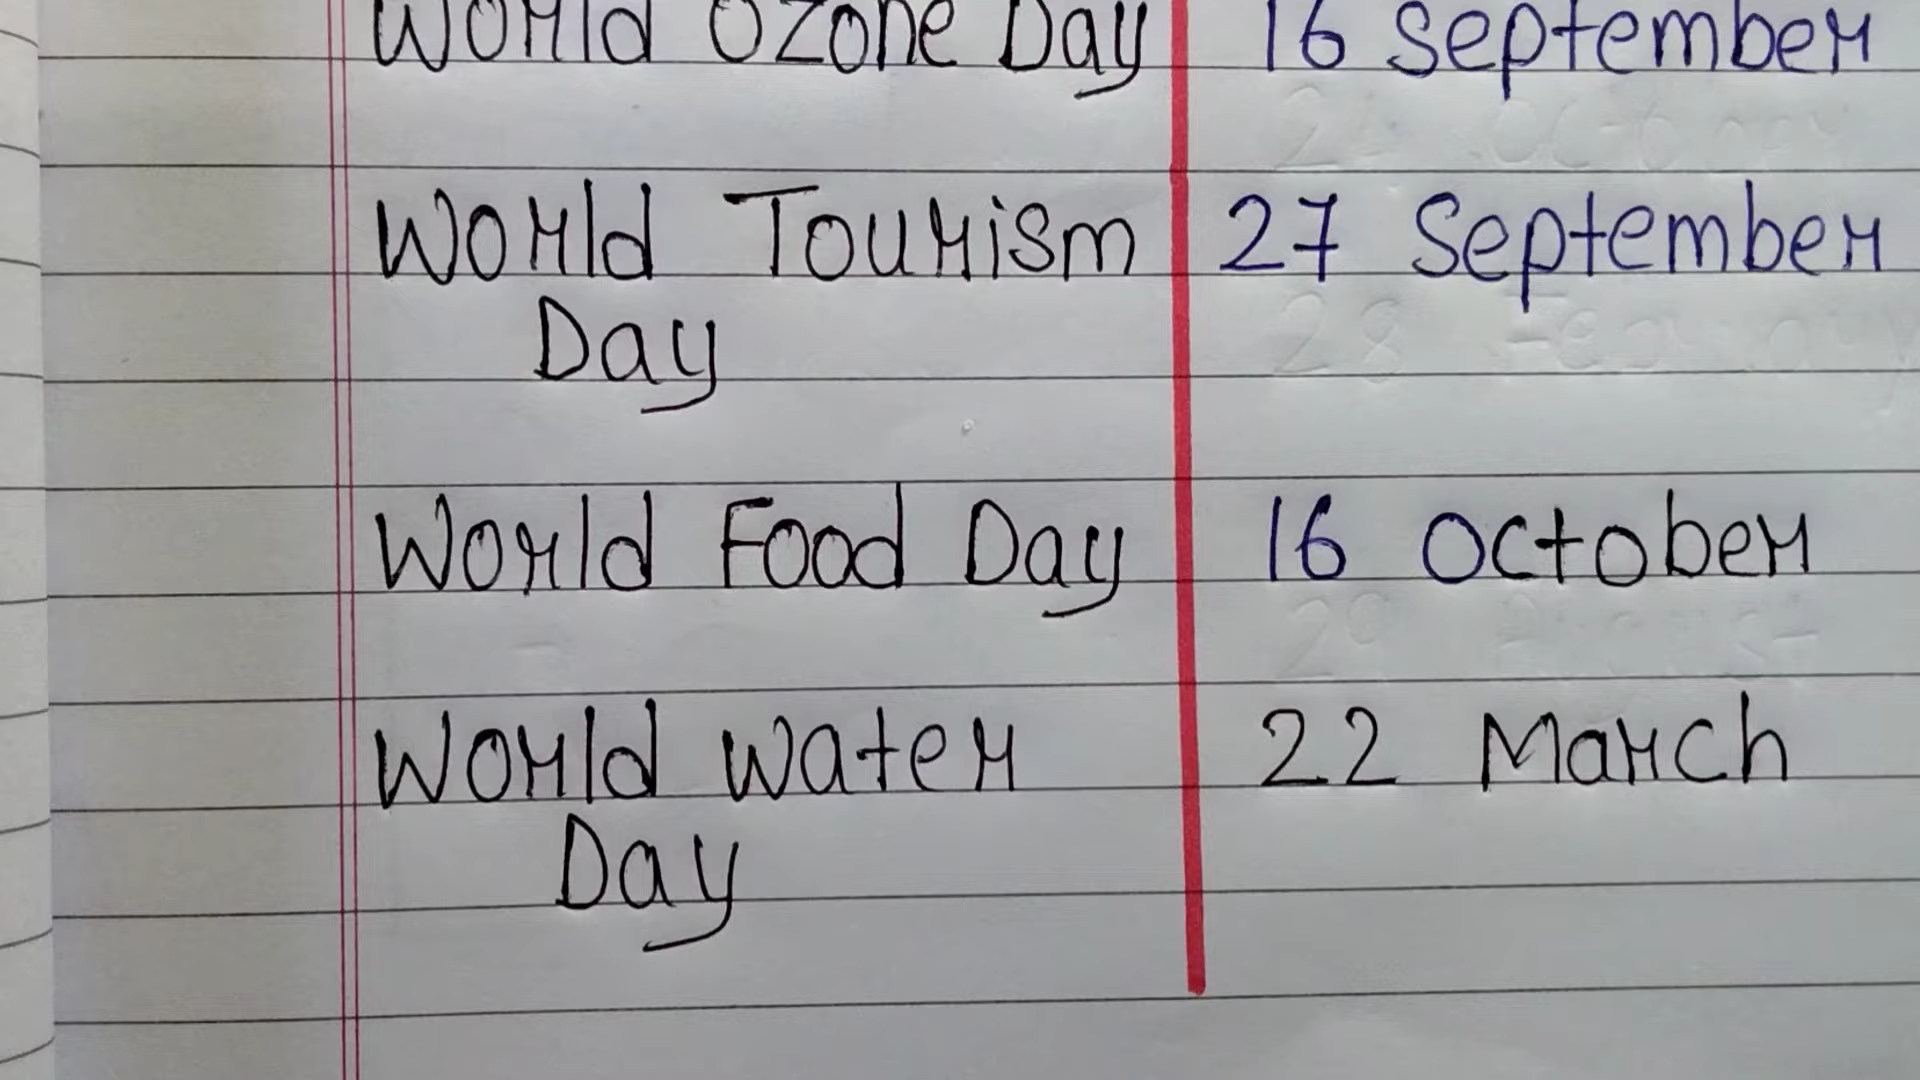 World Ozone Day 16 September
World Tourism 27 September
Day
World Food Day 16 October
World Water 22 March
Day